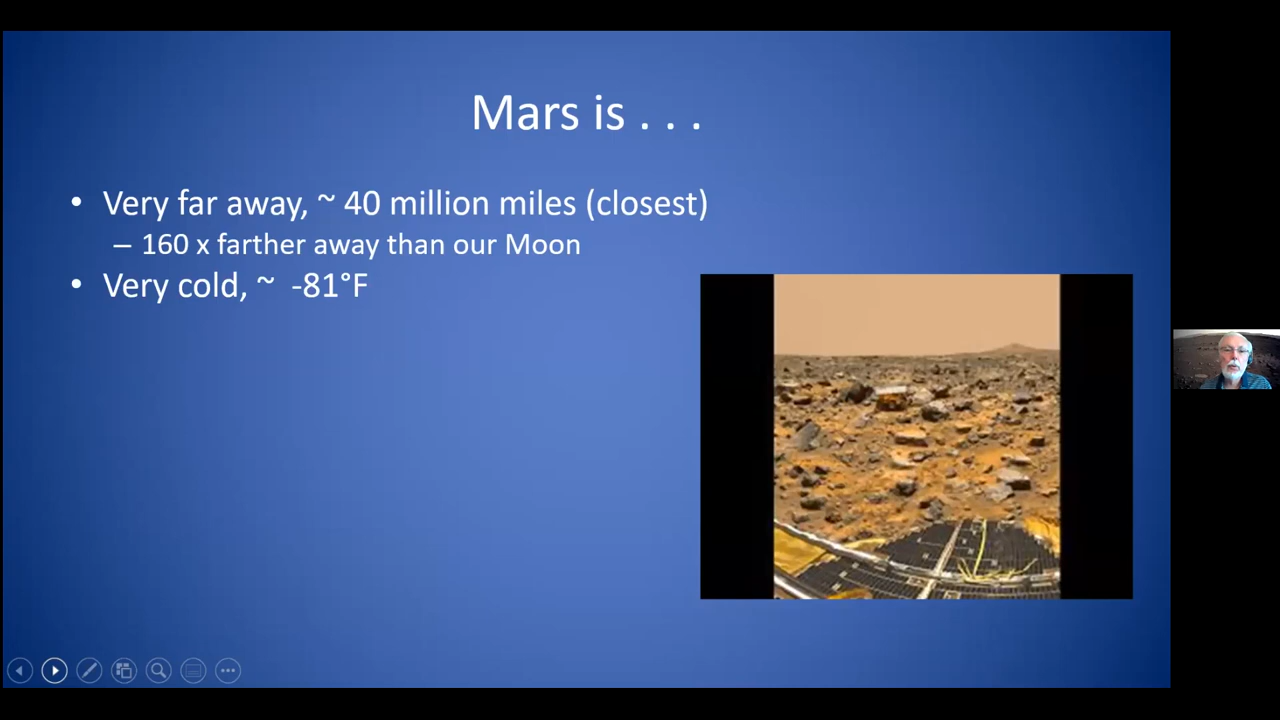 Mars is . . .
• Very far away, ~ 40 million miles (closest)
– 160 x farther away than our Moon
• Very cold, ~ -81°F